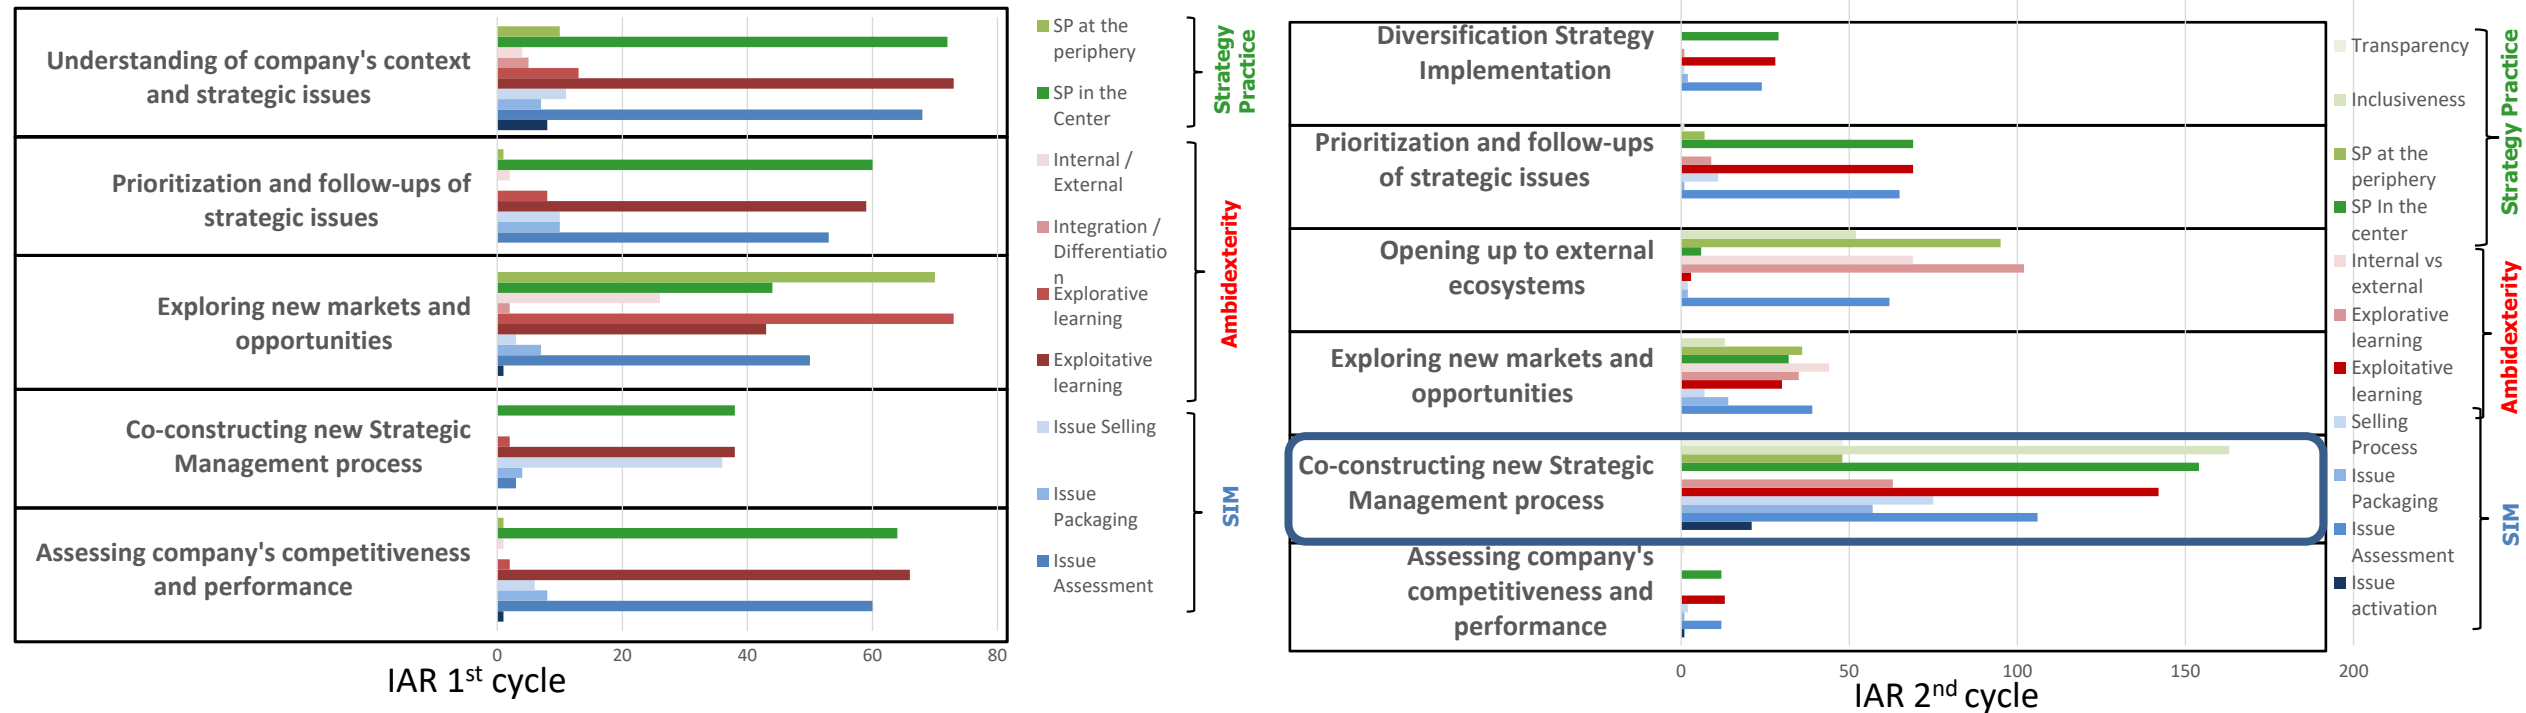 Understanding of company's context
and strategic issues
Prioritization and follow-ups of
strategic issues
Exploring new markets and
opportunities
Co-constructing new Strategic
Management process
Assessing company's competitiveness
and performance
0 20 40 60 80
IAR 1st cycle
SP at the
periphery
SP in the
Center
Internal /
External
Integration /
Differentiatio
n
Explorative
learning
Exploitative
learning
Issue Selling
Issue
Packaging
Issue
Assessment
Strategy
Practice
Ambidexterity
SIM
Diversification Strategy
Implementation
Prioritization and follow-ups
of strategic issues
Opening up to external
ecosystems
Exploring new markets and
opportunities
Co-constructing new Strategic
Management process
Assessing company's
competitiveness and
performance
0 50 100 150 200
IAR 2nd cycle
Transparency
Inclusiveness
SP at the
periphery
SP In the
center
Internal vs
external
Explorative
learning
Exploitative
learning
Selling
Process
Issue
Packaging
Issue
Assessment
Issue
activation
Strategy Practice
Ambidexterity
SIM